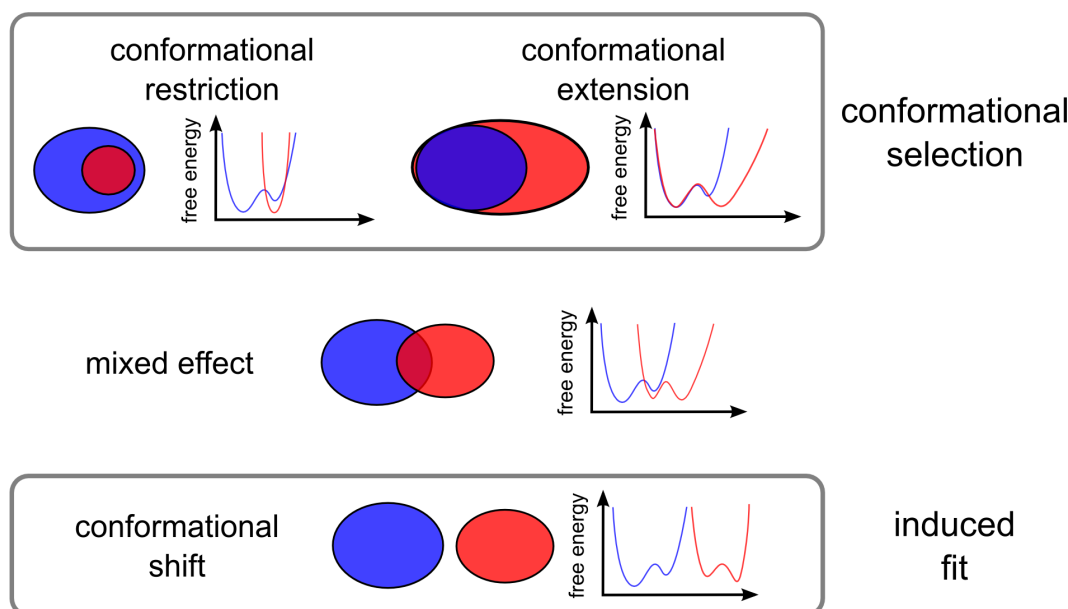 conformational
restriction
free energy
conformational
extension
free energy
conformational
selection
mixed effect
free energy
conformational
shift
free energy
induced
fit